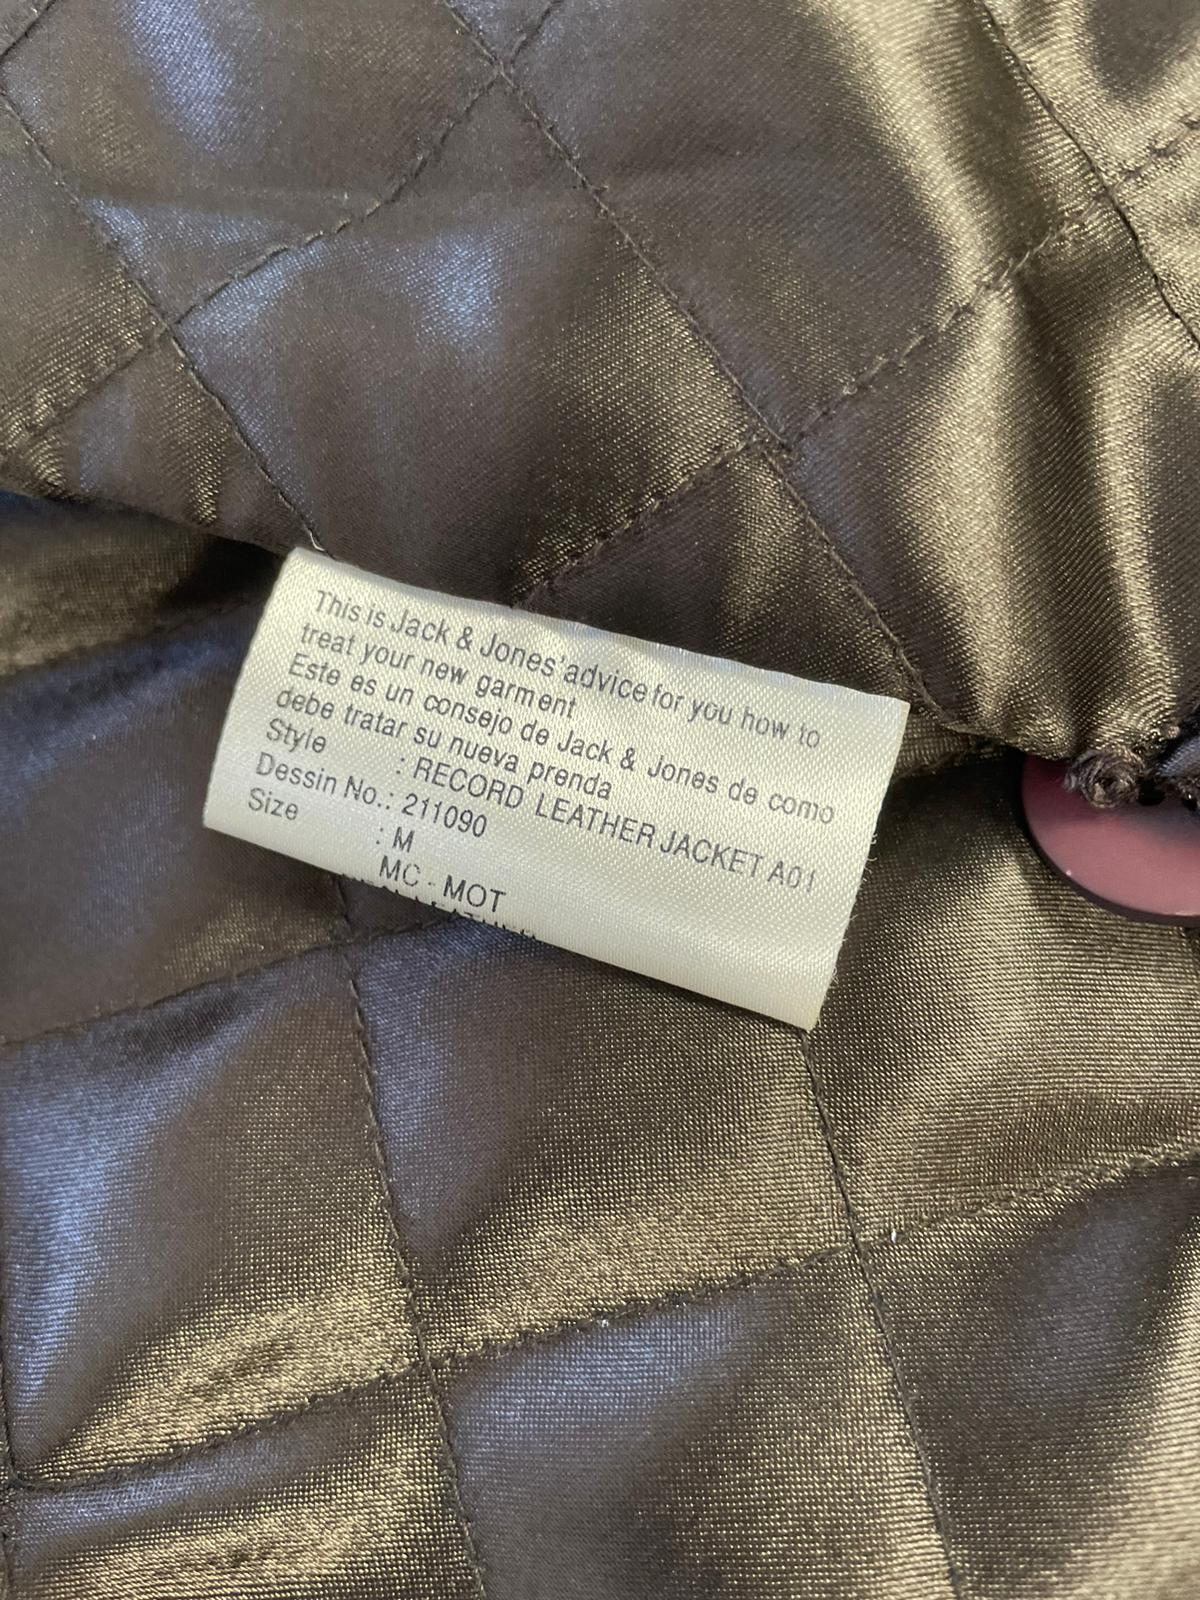 This is Jack & Jones' advice for you how to
treat your new garment
Este es un consejo de Jack & Jones de como
debe tratar su nueva prenda
Style : RECORD LEATHER JACKET A01
Dessin No.: 211090
Size : M
MC - MOT